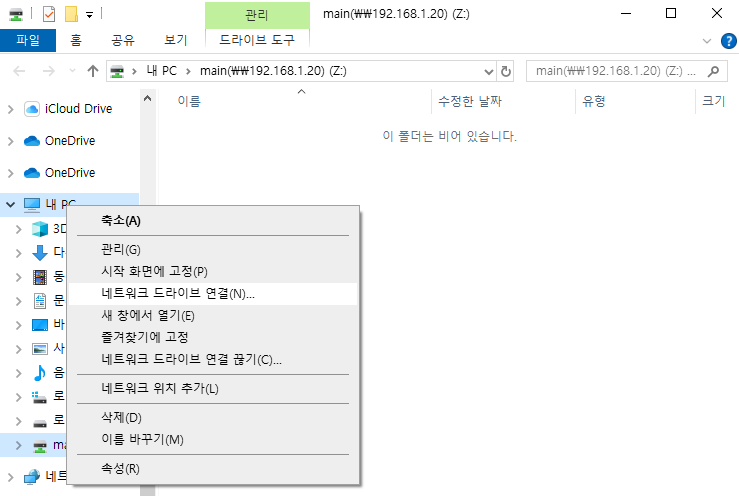 관리
main(₩₩192.168.1.20) (Z:)
파일
홈
공유
보기
드라이브 도구
내 PC > main(₩₩192.168.1.20) (Z:)
main(₩₩192.168.1.20) (Z:) ...
이름
수정한 날짜
유형
크기
이 폴더는 비어 있습니다.
iCloud Drive
OneDrive
OneDrive
내 PC
3D
다
동
문
바
사
음
로
로
ma
네트
축소(A)
관리(G)
시작 화면에 고정(P)
네트워크 드라이브 연결(N)...
새 창에서 열기(E)
즐겨찾기에 고정
네트워크 드라이브 연결 끊기(C)...
네트워크 위치 추가(L)
삭제(D)
이름 바꾸기(M)
속성(R)